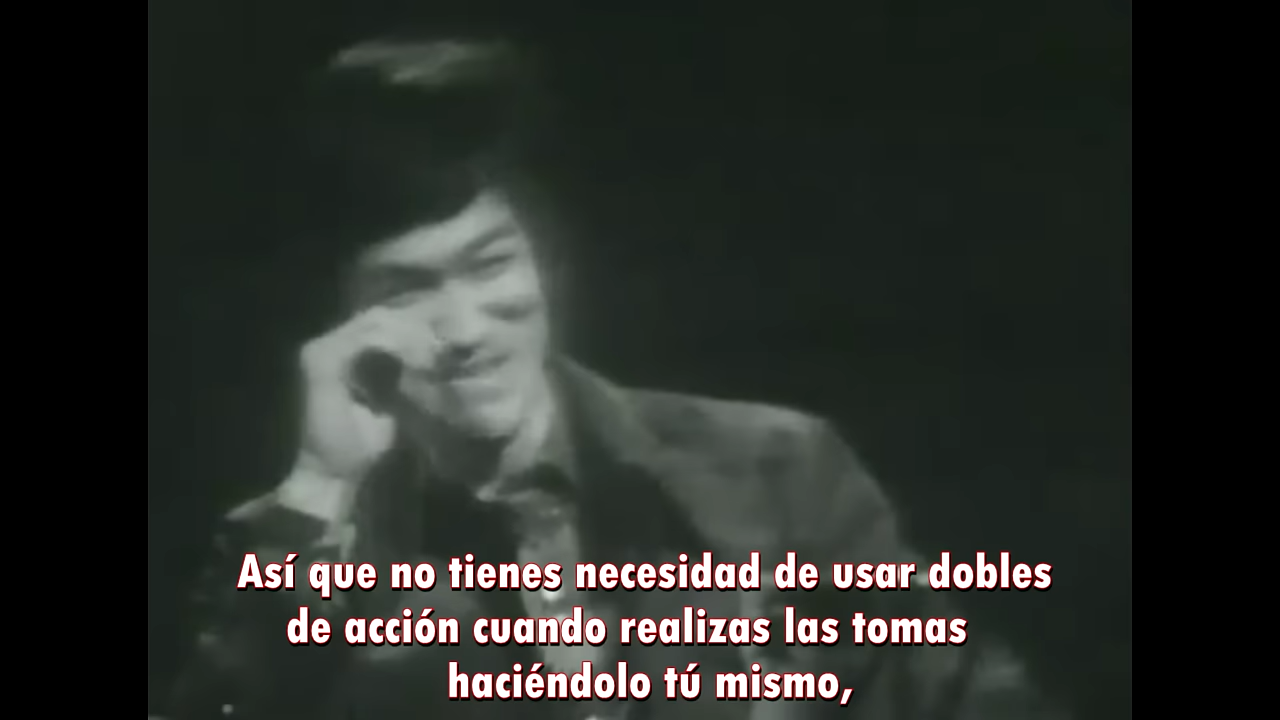 Así que no tienes necesidad de usar dobles
de acción cuando realizas las tomas
haciéndolo tú mismo,